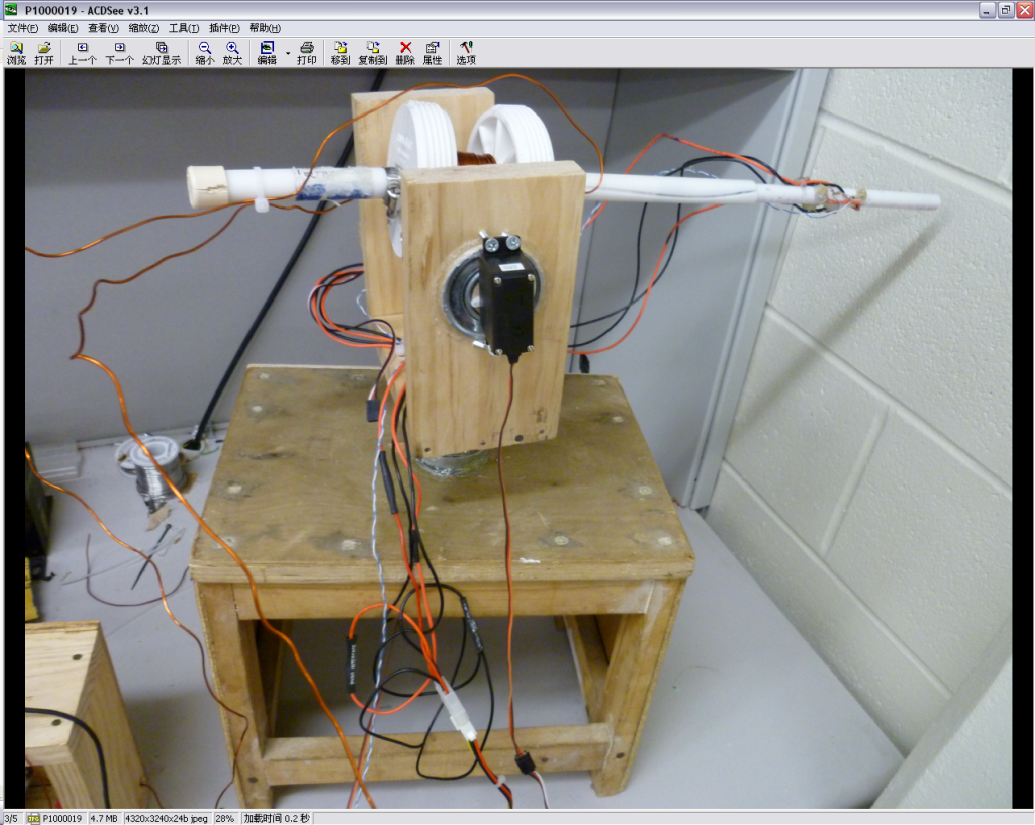 P1000019 - ACDSee v3.1
文件(F) 编辑(E) 查看(V) 缩放(Z) 工具(T) 插件(P) 帮助(H)
浏览 打开 上一个 下一个 幻灯显示 缩小 放大 编辑 打印 移到 复制到 删除 属性 选项
3/5 P1000019 4.7 MB 4320x3240x24b jpeg 28% 加载时间 0.2 秒